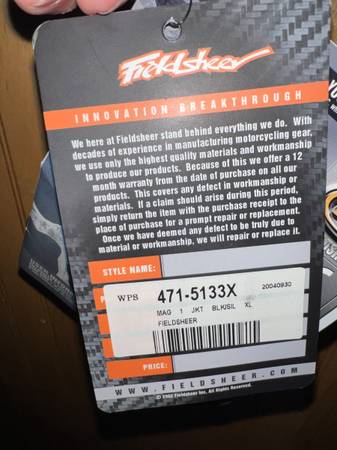 Fieldsheer
INNOVATION BREAKTHROUGH
We here at Fieldsheer stand behind everything we do. With
decades of experience in manufacturing motorcycling gear,
we use only the highest quality materials and workmanship
to produce our products. Because of this we offer a 12
month warranty from the date of purchase on all our
products. This covers any defect in workmanship or
materials. If a claim should arise during this period,
simply return the item with the purchase receipt to the
place of purchase for a prompt repair or replacement.
Once we have deemed any defect to be truly due to
material or workmanship, we will repair or replace it.
STYLE NAME:
WPS 471-5133X 20040930
MAG 1 JKT BLK/SIL XL
FIELDSHEER
WWW.FIELDSHEER.COM
Fieldsheer Inc. All Rights Reserved.